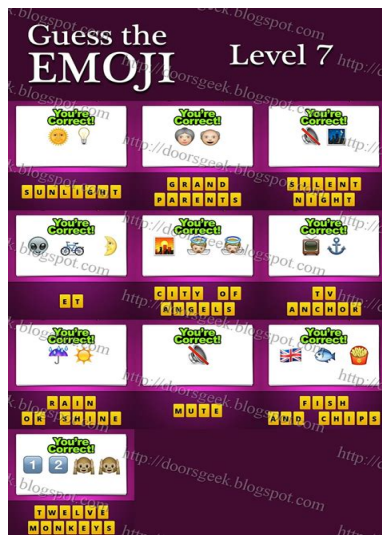 Guess the
EMOJI
Level 7
http://doorsgeek.blogspot.com
You're
Correct!
SUNLIGHT
You're
Correct!
GRAND
PARENTS
You're
Correct!
SILENT
NIGHT
You're
Correct!
ET
You're
Correct!
CITY OF
ANGELS
You're
Correct!
TV
ANCHOR
You're
Correct!
RAIN
OR SHINE
You're
Correct!
MUTE
You're
Correct!
FISH
AND CHIPS
You're
Correct!
1 2
TWELVE
MONKEYS